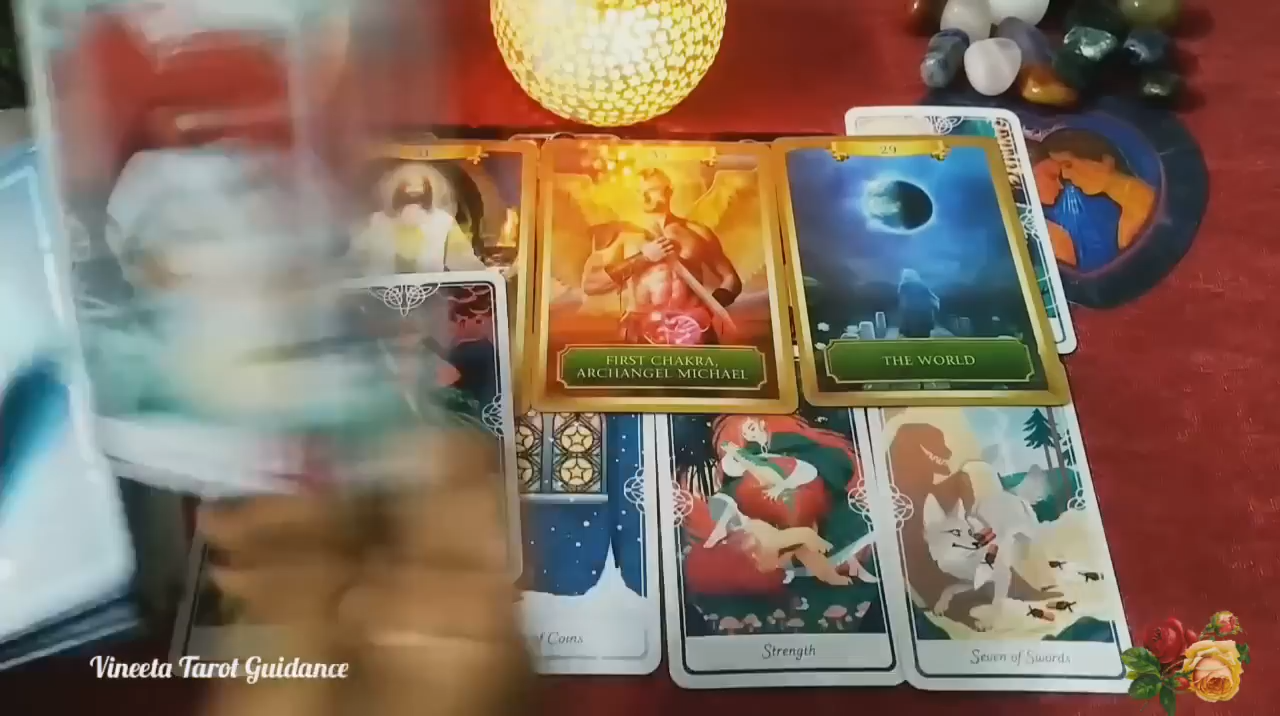 29
FIRST CHAKRA,
ARCHANGEL MICHAEL
THE WORLD
of Coins
Strength
Seven of Swords
Vineeta Tarot Guidance